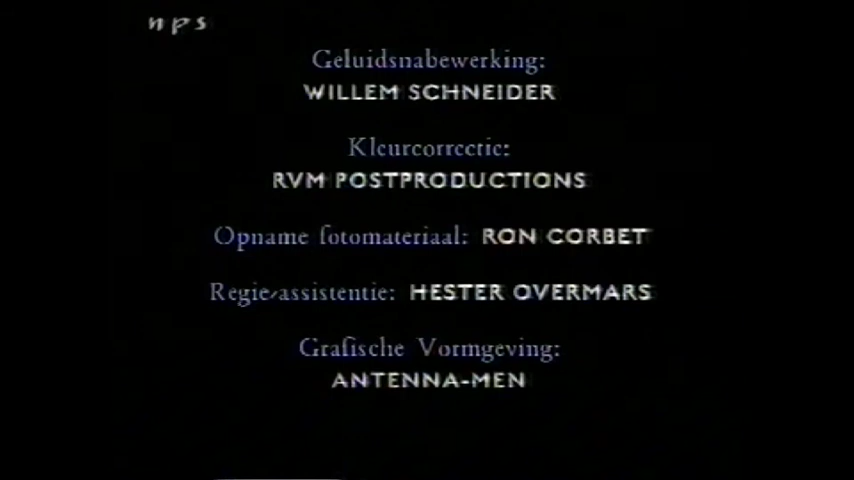 nps
Geluidsnabewerking:
WILLEM SCHNEIDER
Kleurcorrectie:
RVM POSTPRODUCTIONS
Opname fotomateriaal: RON CORBET
Regie-assistentie: HESTER OVERMARS
Grafische Vormgeving:
ANTENNA-MEN